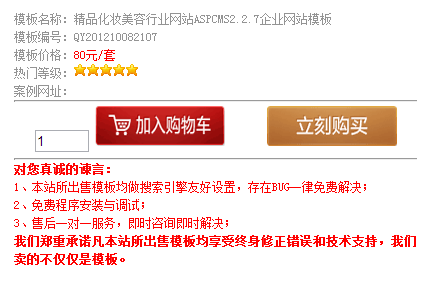 模板名称：精品化妆美容行业网站ASPCMS2.2.7企业网站模板
模板编号：QY201210082107
模板价格：80元/套
热门等级：
案例网址：
1 加入购物车 立刻购买
对您真诚的谏言：
1、本站所出售模板均做搜索引擎友好设置，存在BUG一律免费解决；
2、免费程序安装与调试；
3、售后一对一服务，即时咨询即时解决；
我们郑重承诺凡本站所出售模板均享受终身修正错误和技术支持，我们
卖的不仅仅是模板。